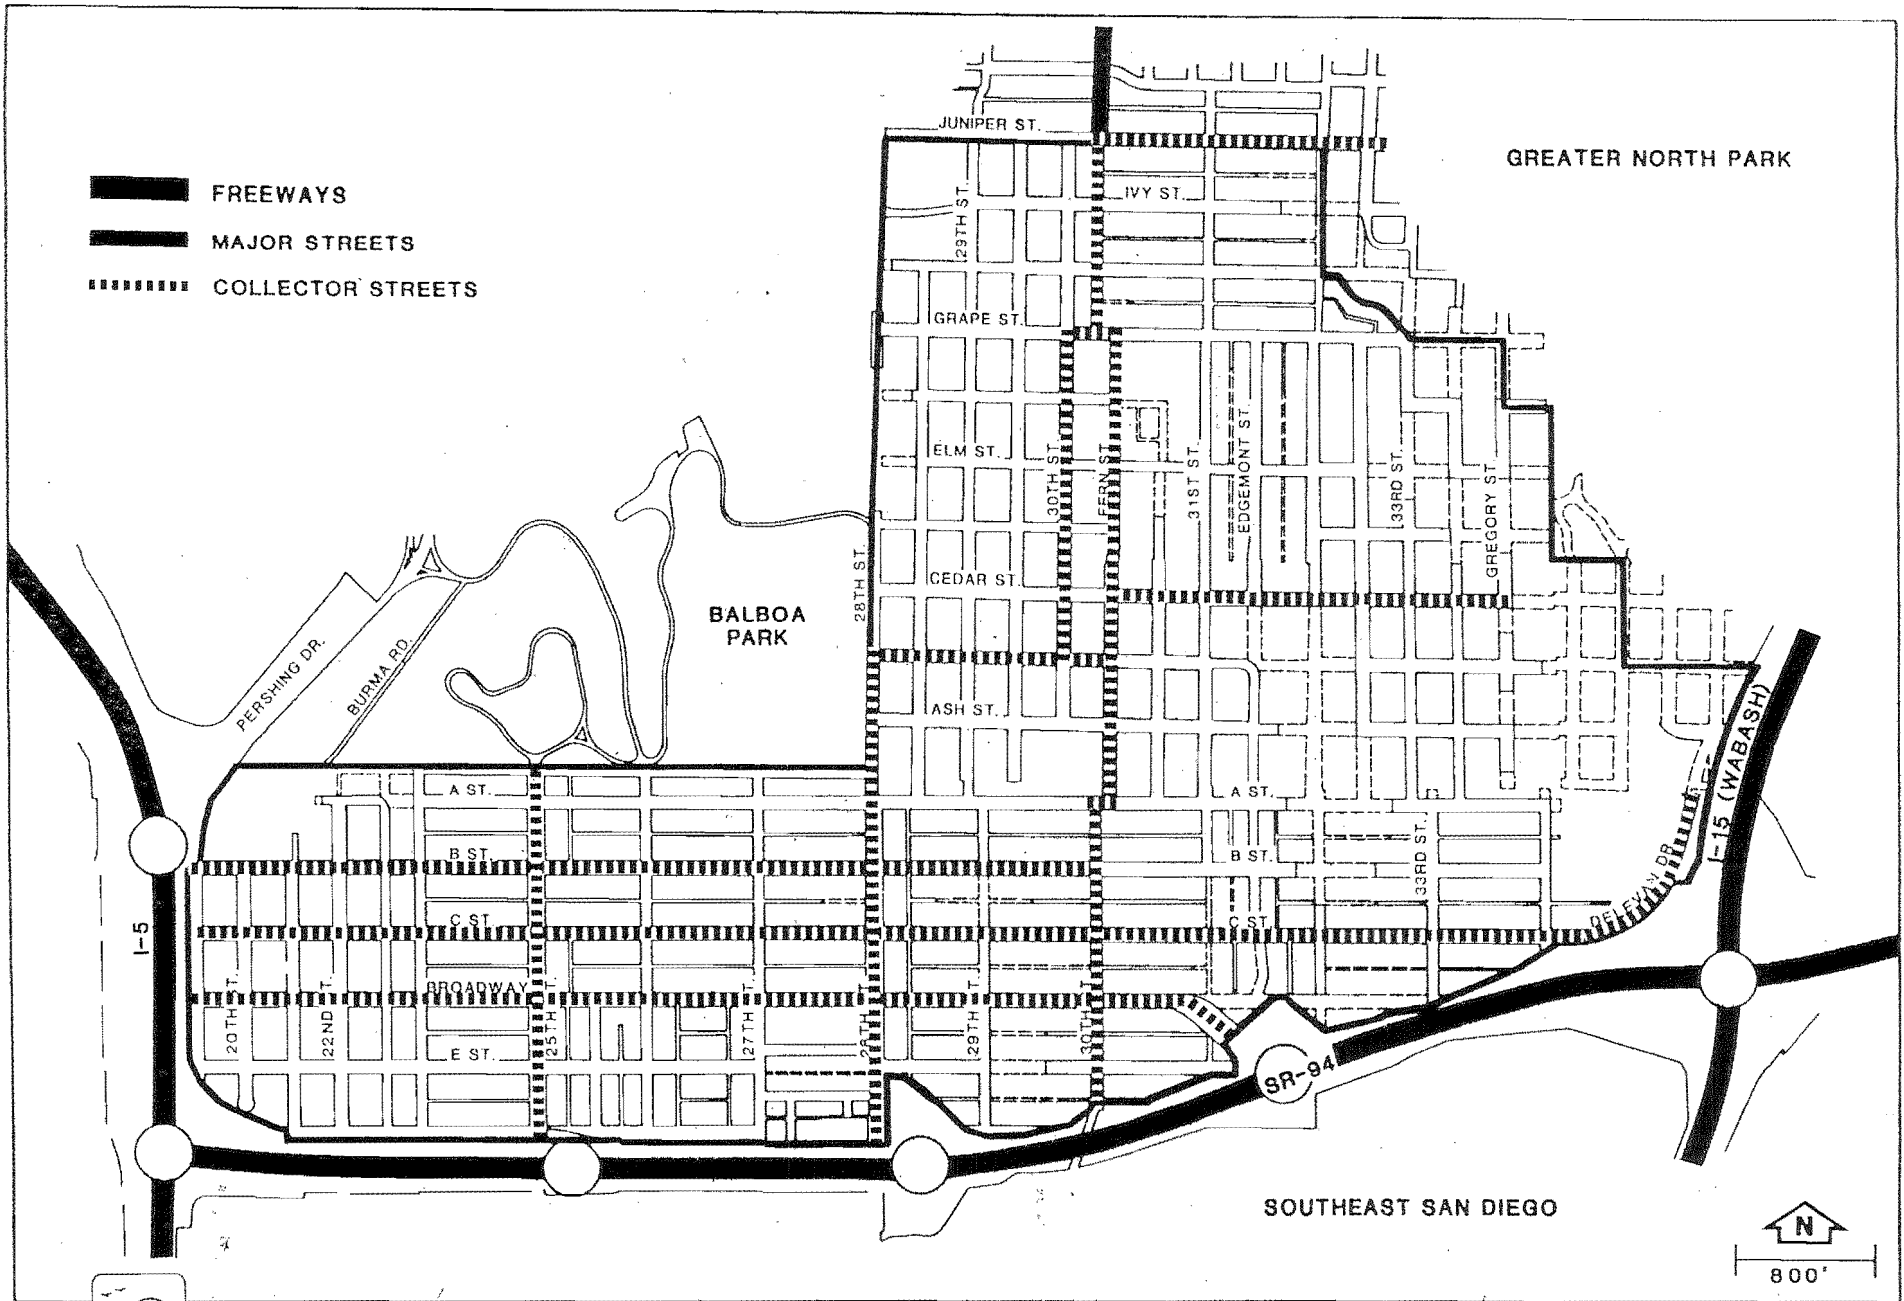 JUNIPER ST.
GREATER NORTH PARK
FREEWAYS
MAJOR STREETS
COLLECTOR STREETS
IVY ST.
29TH ST.
GRAPE ST.
ELM ST.
30TH ST.
FERN ST.
31ST ST.
EDGEMONT ST.
33RD ST.
GREGORY ST.
CEDAR ST.
28TH ST.
BALBOA
PARK
PERSHING DR.
BURMA RD.
ASH ST.
I-15 (WABASH)
A ST.
A ST.
B ST.
B ST.
33RD ST.
C ST.
C ST.
DELEVAN DR.
I-5
BROADWAY
20TH ST.
22ND ST.
25TH ST.
27TH ST.
28TH ST.
29TH ST.
30TH ST.
E ST.
SR-94
SOUTHEAST SAN DIEGO
N
800'